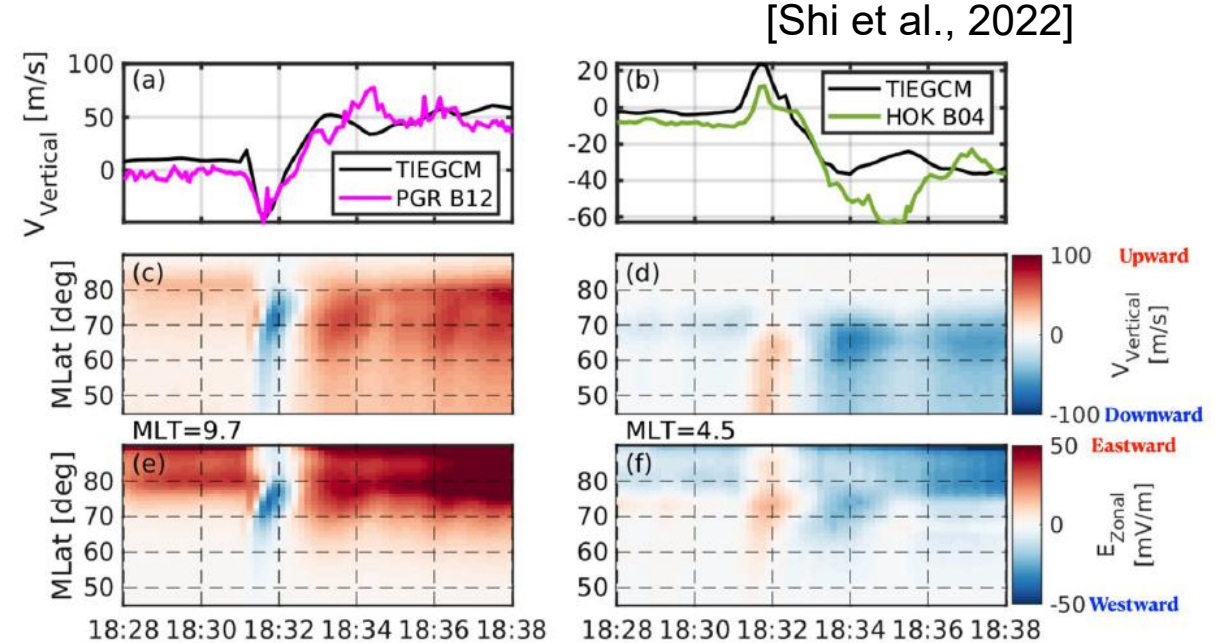 [Shi et al., 2022]
V Vertical [m/s]
100
50
0
(a)
TIEGCM
PGR B12
20
0
-20
-40
-60
(b)
TIEGCM
HOK B04
MLat [deg]
80
70
60
50
(c)
80
70
60
50
(d)
100
0
-100
Upward
V Vertical
[m/s]
Downward
MLT=9.7
MLT=4.5
MLat [deg]
80
70
60
50
(e)
80
70
60
50
(f)
50
0
-50
Eastward
E Zonal
[mV/m]
Westward
18:28 18:30 18:32 18:34 18:36 18:38
18:28 18:30 18:32 18:34 18:36 18:38